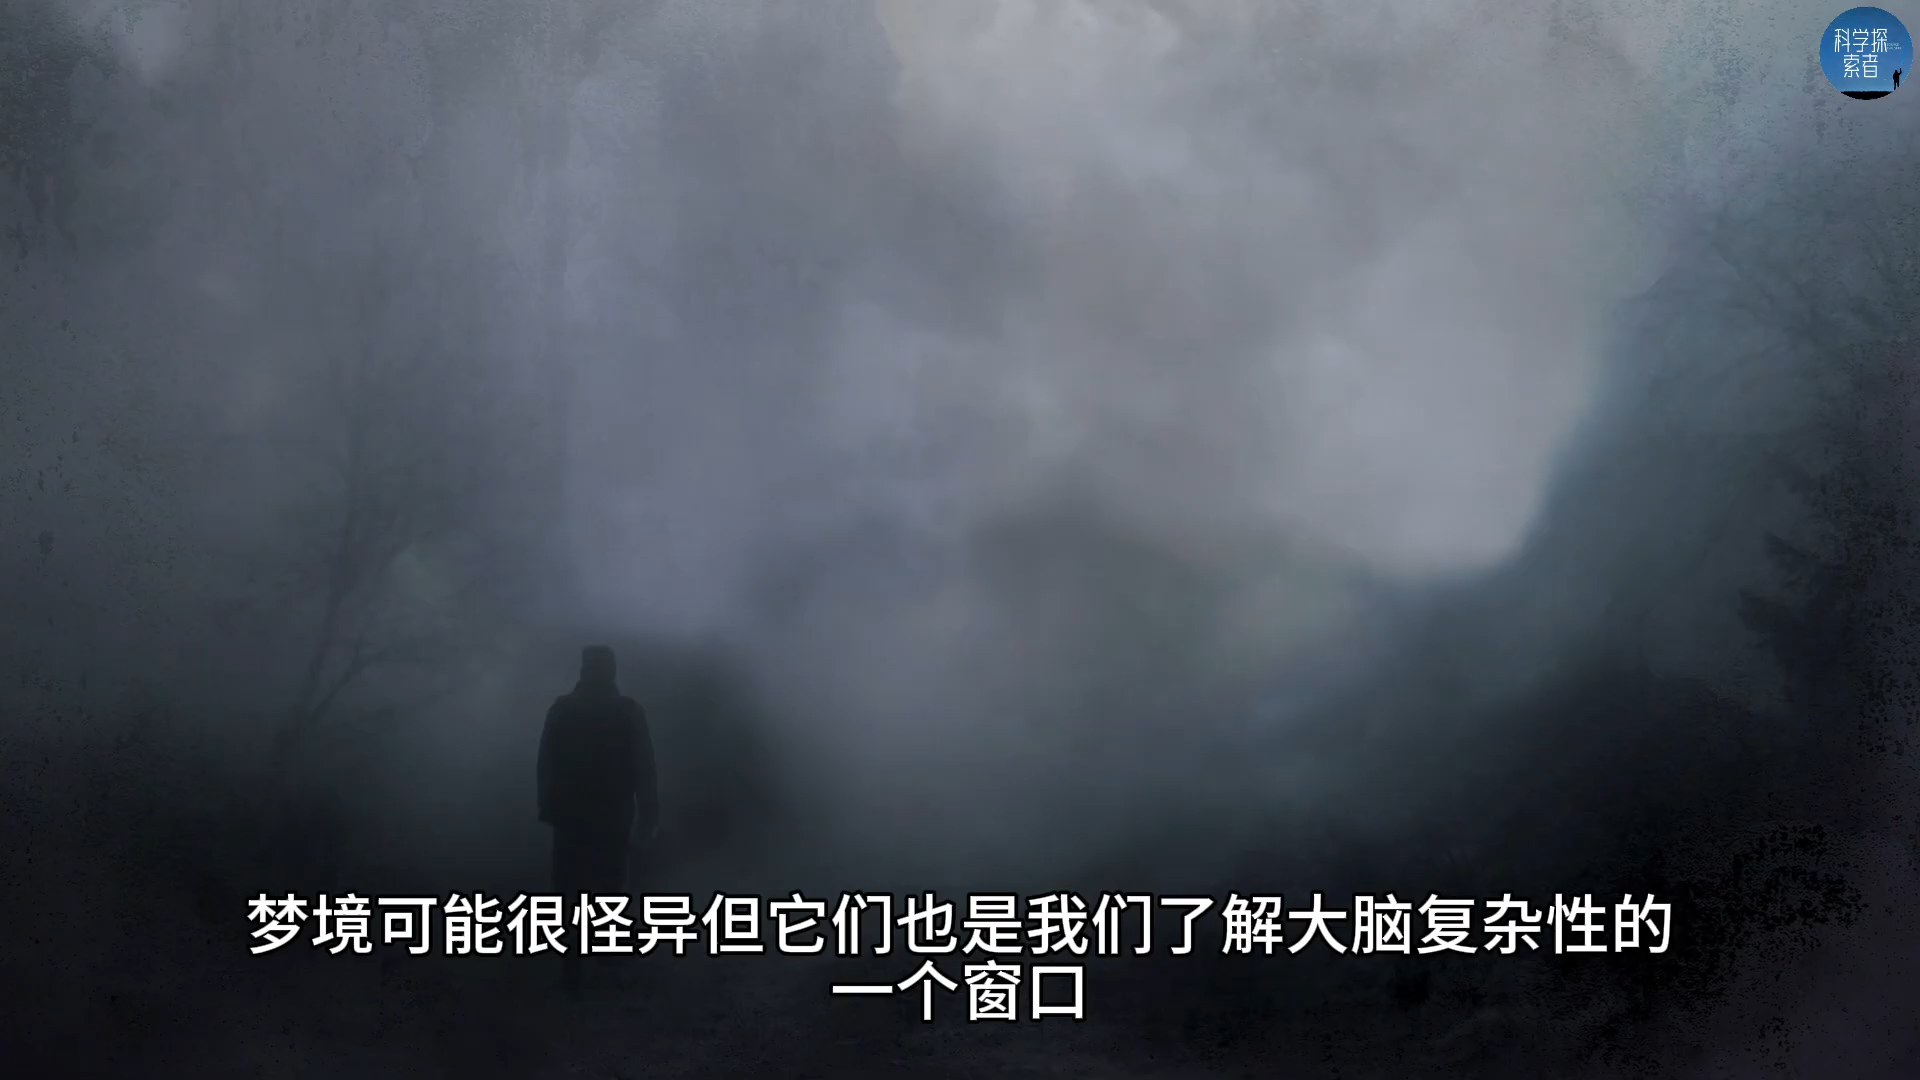 科学探
索者
梦境可能很怪异但它们也是我们了解大脑复杂性的
一个窗口